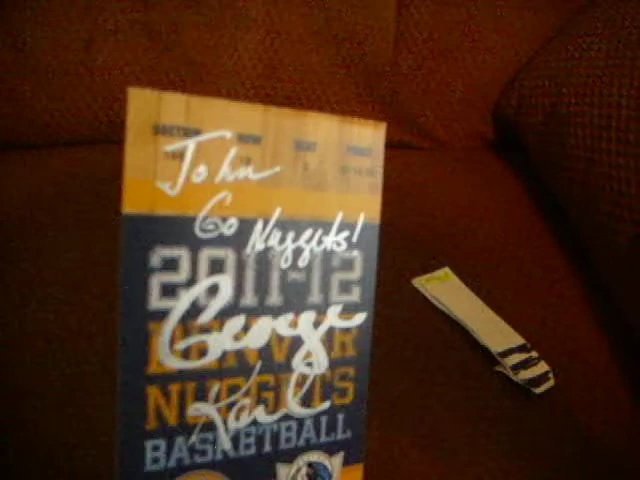 SECTION ROW SEAT PRICE
John
Go Nuggets!
2011-12
George
DENVER
NUGGETS
Karl
BASKETBALL